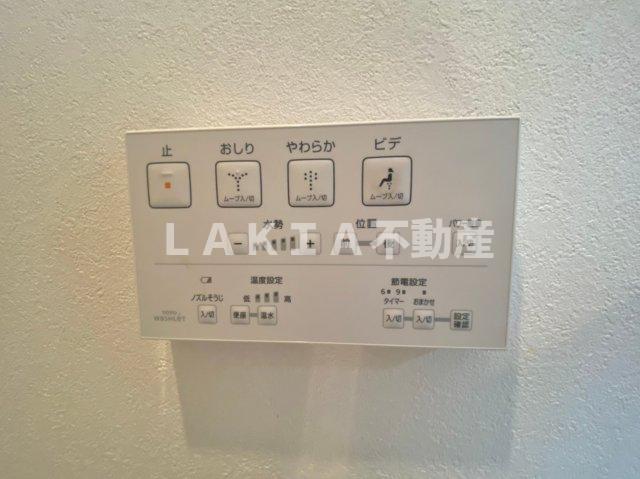 止 おしり やわらか ビデ
ムーブ入/切 ムーブ入/切 ムーブ入/切
水勢 位置
− +
LAKIA不動産
温度設定 節電設定
ノズルそうじ 低 高 6 9
タイマー おまかせ
入/切 便座 温水 入/切 入/切 設定確認
TOTO
WASHLET